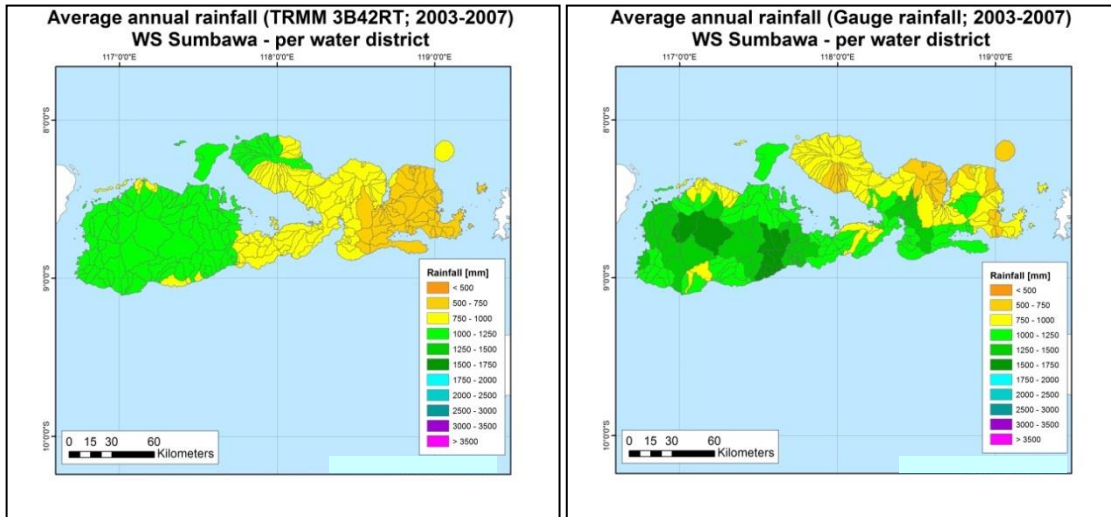 Average annual rainfall (TRMM 3B42RT; 2003-2007)
WS Sumbawa - per water district
117°0'0"E
118°0'0"E
119°0'0"E
8°0'0"S
9°0'0"S
10°0'0"S
Rainfall [mm]
< 500
500 - 750
750 - 1000
1000 - 1250
1250 - 1500
1500 - 1750
1750 - 2000
2000 - 2500
2500 - 3000
3000 - 3500
> 3500
0 15 30 60
Kilometers
Average annual rainfall (Gauge rainfall; 2003-2007)
WS Sumbawa - per water district
117°0'0"E
118°0'0"E
119°0'0"E
8°0'0"S
9°0'0"S
10°0'0"S
Rainfall [mm]
< 500
500 - 750
750 - 1000
1000 - 1250
1250 - 1500
1500 - 1750
1750 - 2000
2000 - 2500
2500 - 3000
3000 - 3500
> 3500
0 15 30 60
Kilometers